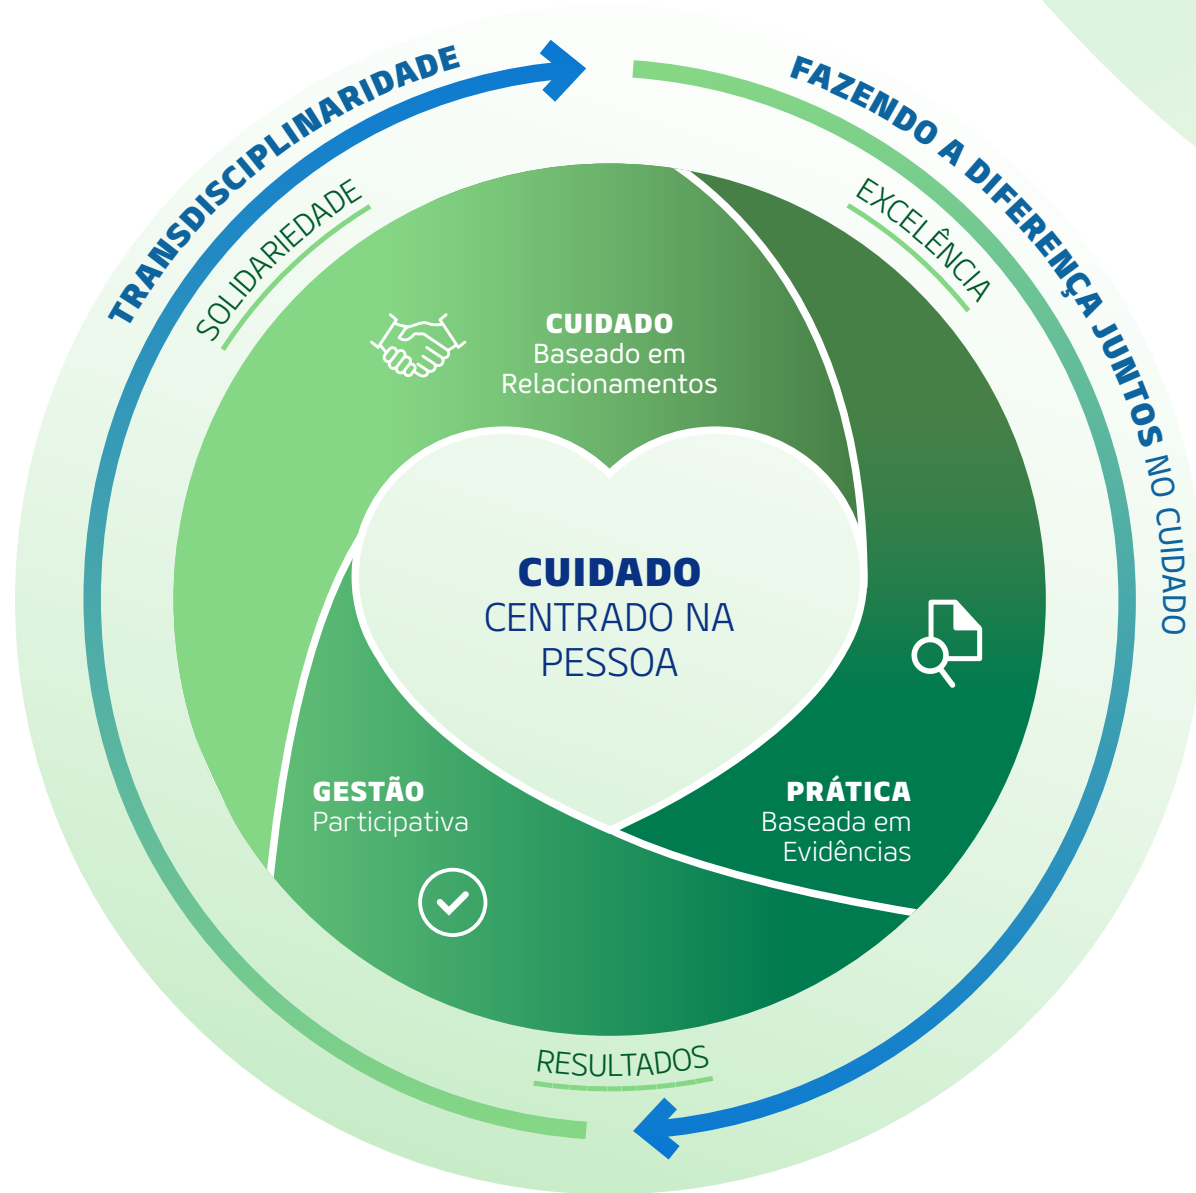 TRANSDISCIPLINARIDADE
FAZENDO A DIFERENÇA JUNTOS NO CUIDADO
SOLIDARIEDADE
EXCELÊNCIA
CUIDADO
Baseado em
Relacionamentos
CUIDADO
CENTRADO NA
PESSOA
GESTÃO
Participativa
PRÁTICA
Baseada em
Evidências
RESULTADOS